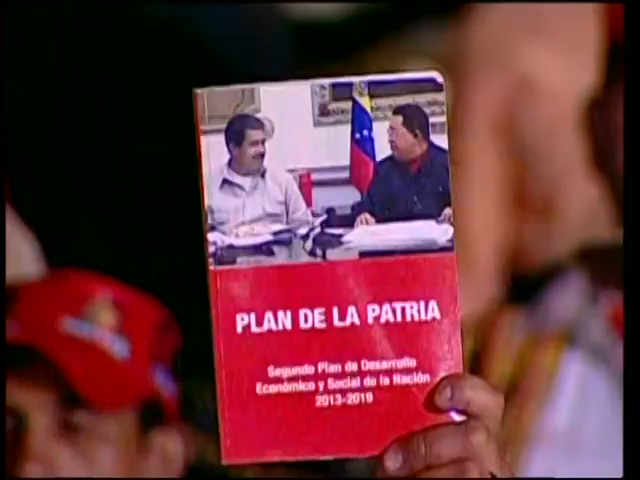 PLAN DE LA PATRIA
Segundo Plan de Desarrollo
Económico y Social de la Nación
2013-2019